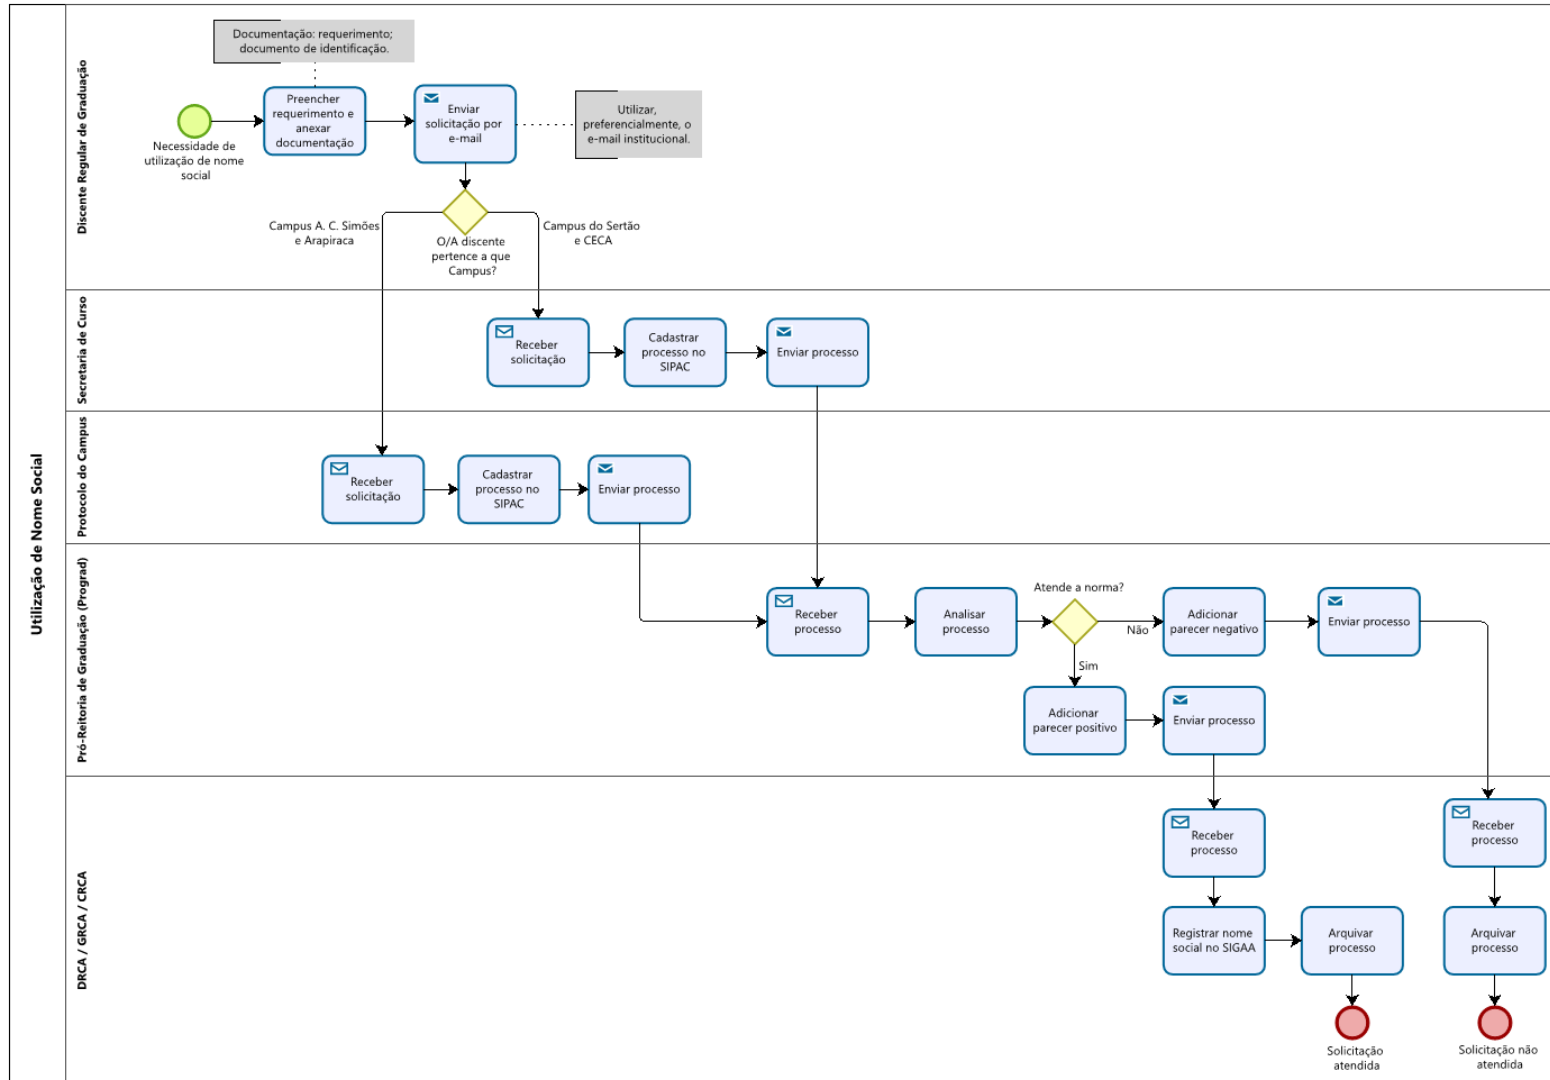 Utilização de Nome Social
Discente Regular de Graduação
Documentação: requerimento;
documento de identificação.
Necessidade de
utilização de nome
social
Preencher
requerimento e
anexar
documentação
Enviar
solicitação por
e-mail
Utilizar,
preferencialmente, o
e-mail institucional.
Campus A. C. Simões
e Arapiraca
O/A discente
pertence a que
Campus?
Campus do Sertão
e CECA
Secretaria de Curso
Receber
solicitação
Cadastrar
processo no
SIPAC
Enviar processo
Protocolo do Campus
Receber
solicitação
Cadastrar
processo no
SIPAC
Enviar processo
Pró-Reitoria de Graduação (Prograd)
Receber
processo
Analisar
processo
Atende a norma?
Não
Adicionar
parecer negativo
Enviar processo
Sim
Adicionar
parecer positivo
Enviar processo
DRCA / GRCA / CRCA
Receber
processo
Receber
processo
Registrar nome
social no SIGAA
Arquivar
processo
Arquivar
processo
Solicitação
atendida
Solicitação não
atendida